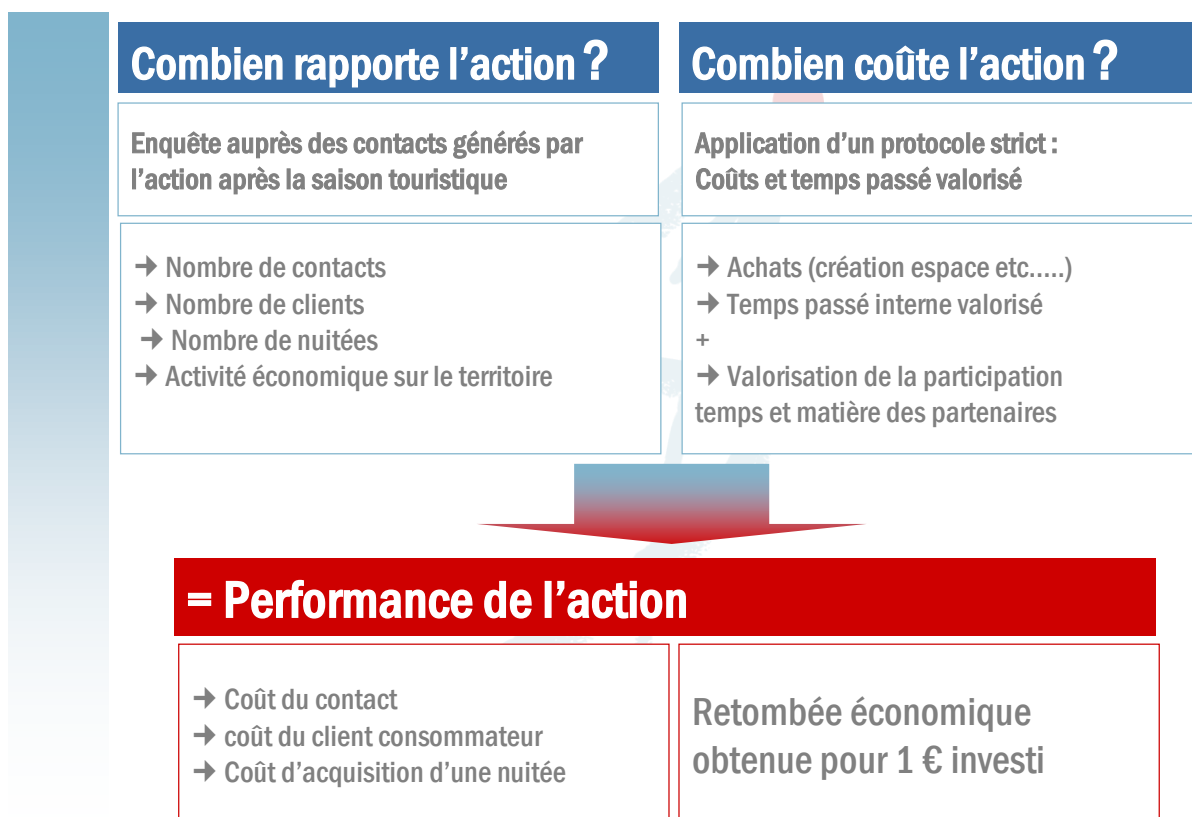 Combien rapporte l'action ?
Enquête auprès des contacts générés par
l'action après la saison touristique
➔ Nombre de contacts
➔ Nombre de clients
➔ Nombre de nuitées
➔ Activité économique sur le territoire
Combien coûte l'action ?
Application d'un protocole strict :
Coûts et temps passé valorisé
➔ Achats (création espace etc.....)
➔ Temps passé interne valorisé
+
➔ Valorisation de la participation
temps et matière des partenaires
= Performance de l'action
➔ Coût du contact
➔ coût du client consommateur
➔ Coût d'acquisition d'une nuitée
Retombée économique
obtenue pour 1 € investi